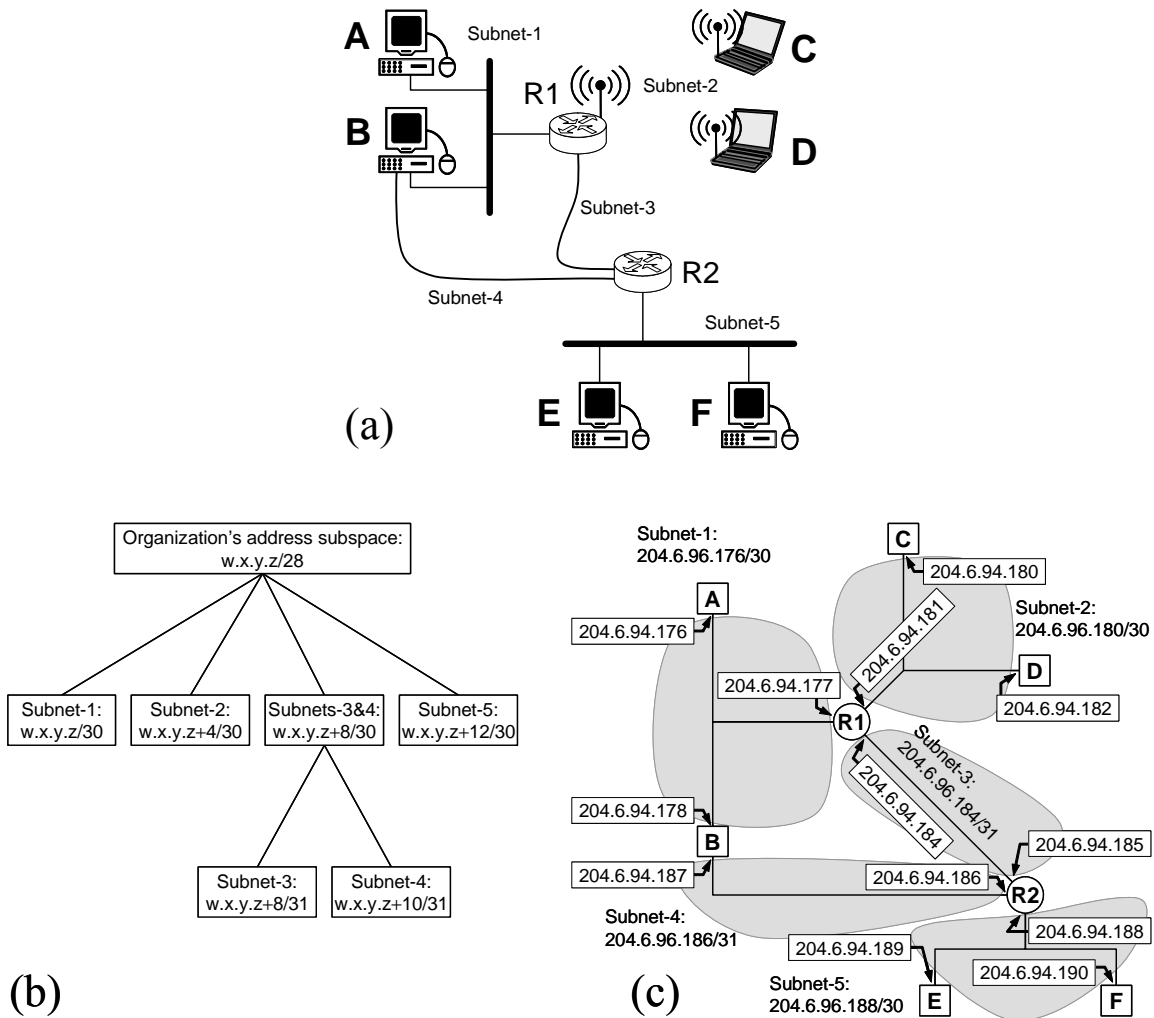 A
Subnet-1
R1
Subnet-2
C
B
D
Subnet-3
R2
Subnet-4
Subnet-5
E
F
(a)
Organization's address subspace:
w.x.y.z/28
Subnet-1:
w.x.y.z/30
Subnet-2:
w.x.y.z+4/30
Subnets-3&4:
w.x.y.z+8/30
Subnet-5:
w.x.y.z+12/30
Subnet-3:
w.x.y.z+8/31
Subnet-4:
w.x.y.z+10/31
(b)
Subnet-1:
204.6.96.176/30
C
204.6.94.180
A
204.6.94.181
Subnet-2:
204.6.96.180/30
204.6.94.176
D
204.6.94.177
204.6.94.182
R1
Subnet-3:
204.6.96.184/31
204.6.94.184
204.6.94.178
B
204.6.94.185
204.6.94.187
204.6.94.186
R2
Subnet-4:
204.6.96.186/31
204.6.94.188
204.6.94.189
204.6.94.190
Subnet-5:
204.6.96.188/30
E
F
(c)